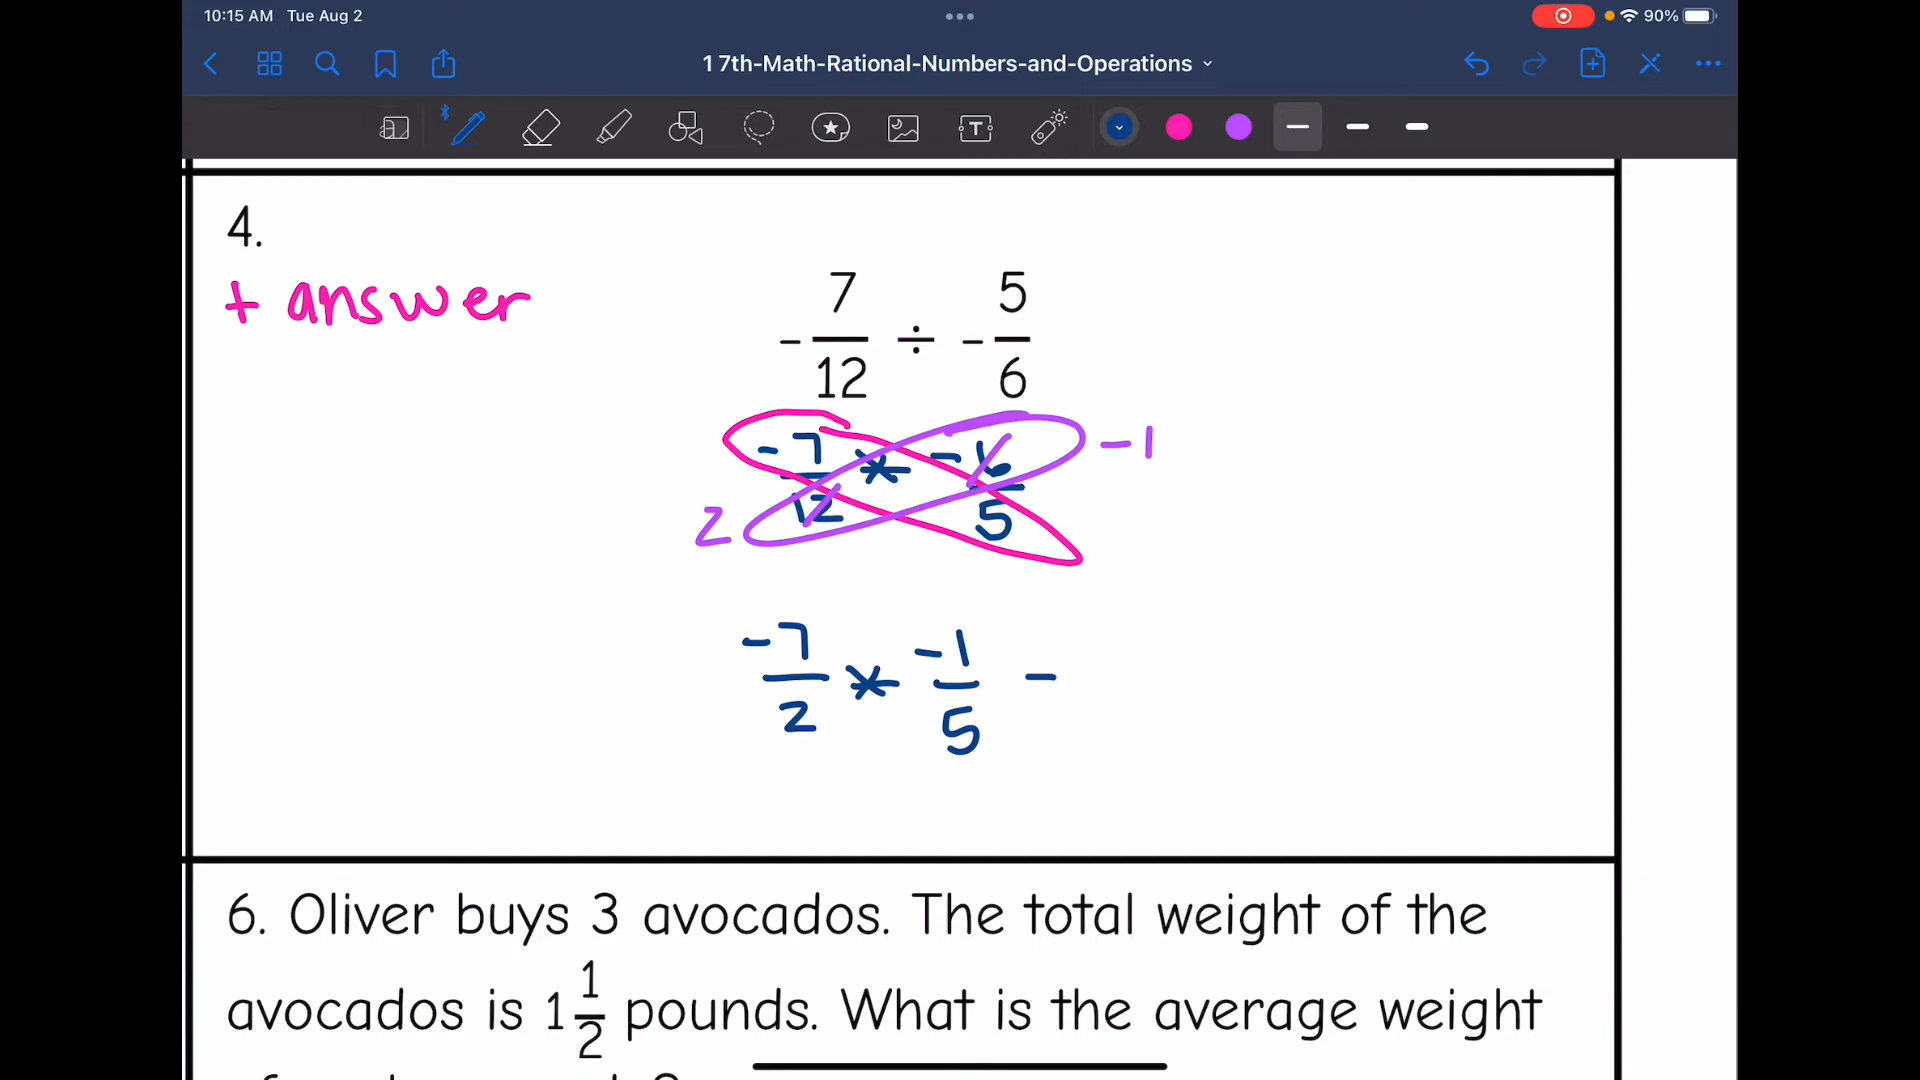 10:15 AM Tue Aug 2
90%
1 7th-Math-Rational-Numbers-and-Operations
4.
+ answer
- 7/12 ÷ - 5/6
-7/12 * -6/5
-1
2
-7/2 * -1/5 -
6. Oliver buys 3 avocados. The total weight of the
avocados is 1 1/2 pounds. What is the average weight